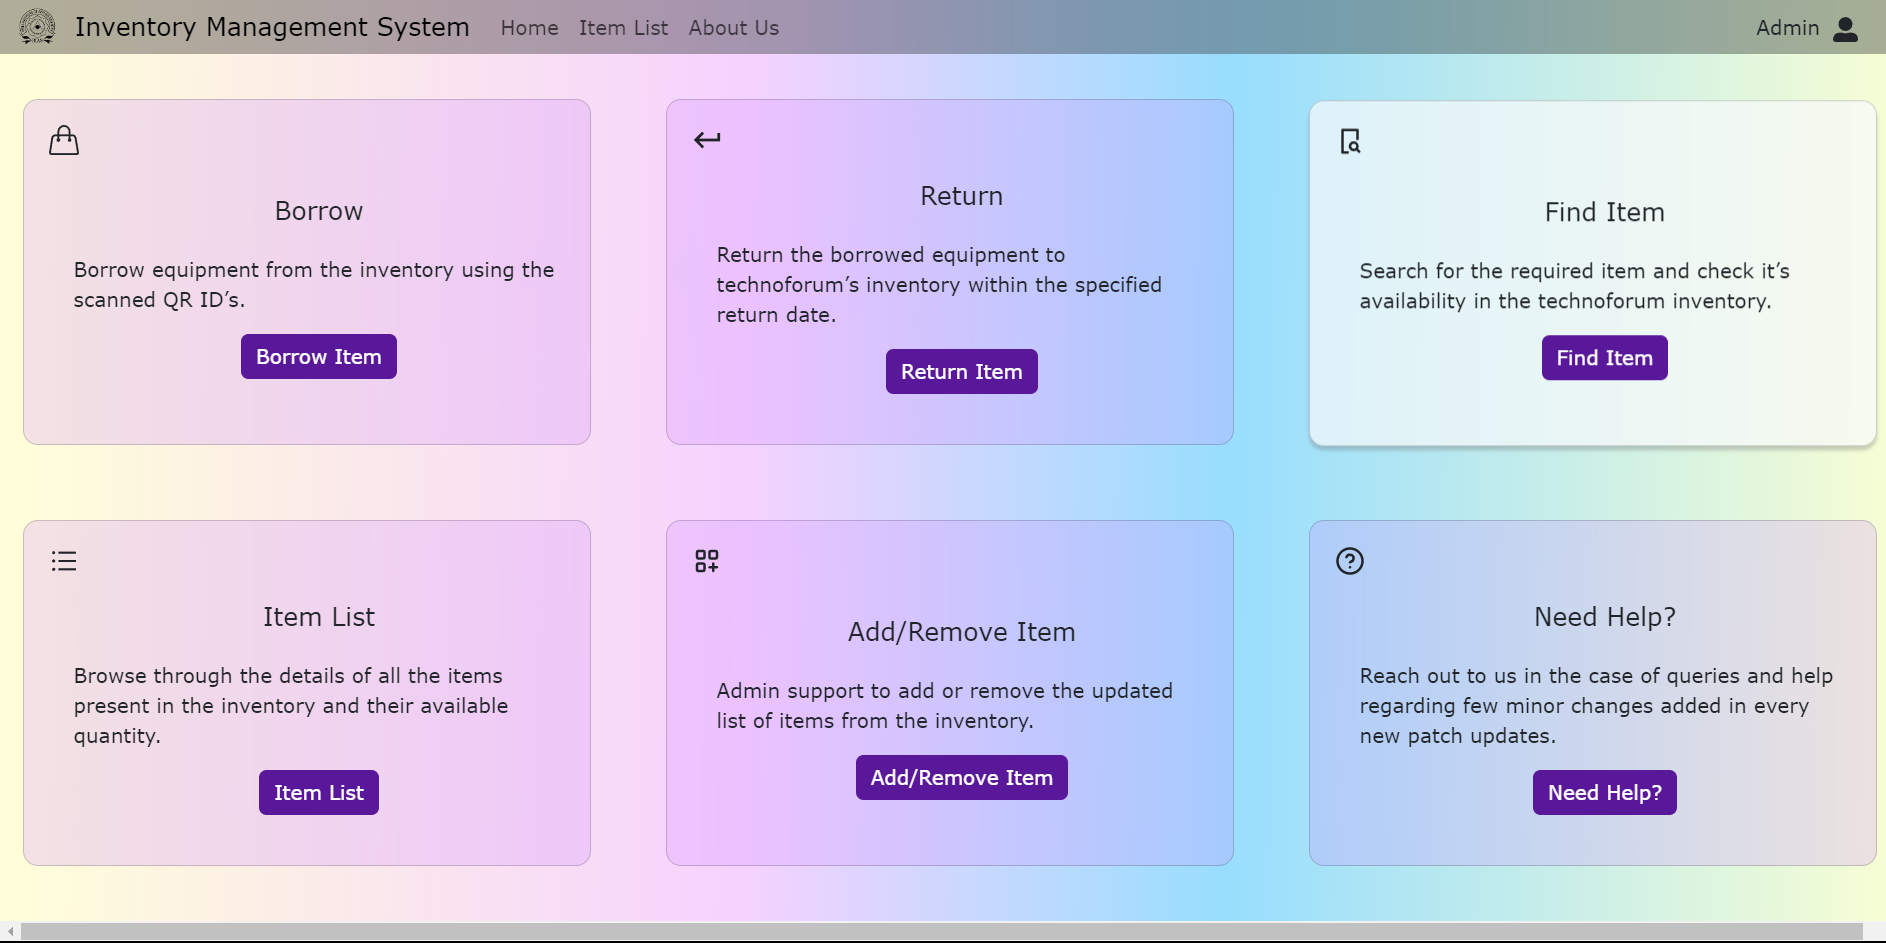 Inventory Management System Home Item List About Us Admin
Borrow
Borrow equipment from the inventory using the
scanned QR ID’s.
Borrow Item
Return
Return the borrowed equipment to
technoforum’s inventory within the specified
return date.
Return Item
Find Item
Search for the required item and check it’s
availability in the technoforum inventory.
Find Item
Item List
Browse through the details of all the items
present in the inventory and their available
quantity.
Item List
Add/Remove Item
Admin support to add or remove the updated
list of items from the inventory.
Add/Remove Item
Need Help?
Reach out to us in the case of queries and help
regarding few minor changes added in every
new patch updates.
Need Help?